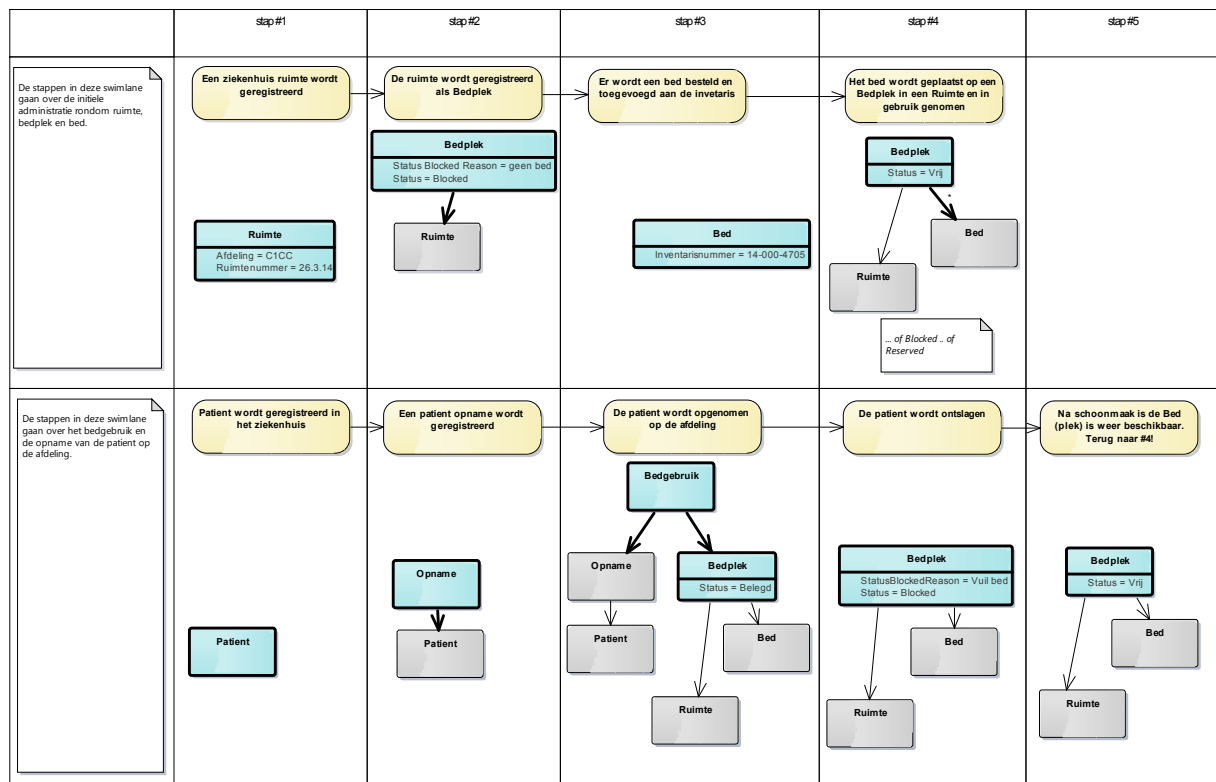 stap #1
stap #2
stap #3
stap #4
stap #5
De stappen in deze swimlane
gaan over de initiele
administratie rondom ruimte,
bedplek en bed.
Een ziekenhuis ruimte wordt
geregistreerd
De ruimte wordt geregistreerd
als Bedplek
Er wordt een bed besteld en
toegevoegd aan de invetaris
Het bed wordt geplaatst op een
Bedplek in een Ruimte en in
gebruik genomen
Bedplek
Status Blocked Reason = geen bed
Status = Blocked
Bedplek
Status = Vrij
*
Ruimte
Afdeling = C1CC
Ruimtenummer = 26.3.14
Ruimte
Bed
Inventarisnummer = 14-000-4705
Bed
Ruimte
... of Blocked .. of
Reserved
De stappen in deze swimlane
gaan over het bedgebruik en
de opname van de patient op
de afdeling.
Patient wordt geregistreerd in
het ziekenhuis
Een patient opname wordt
geregistreerd
De patient wordt opgenomen
op de afdeling
De patient wordt ontslagen
Na schoonmaak is de Bed
(plek) is weer beschikbaar.
Terug naar #4!
Bedgebruik
Opname
Opname
Bedplek
Status = Belegd
Bedplek
StatusBlockedReason = Vuil bed
Status = Blocked
Bedplek
Status = Vrij
Patient
Patient
Patient
Bed
Bed
Bed
Ruimte
Ruimte
Ruimte